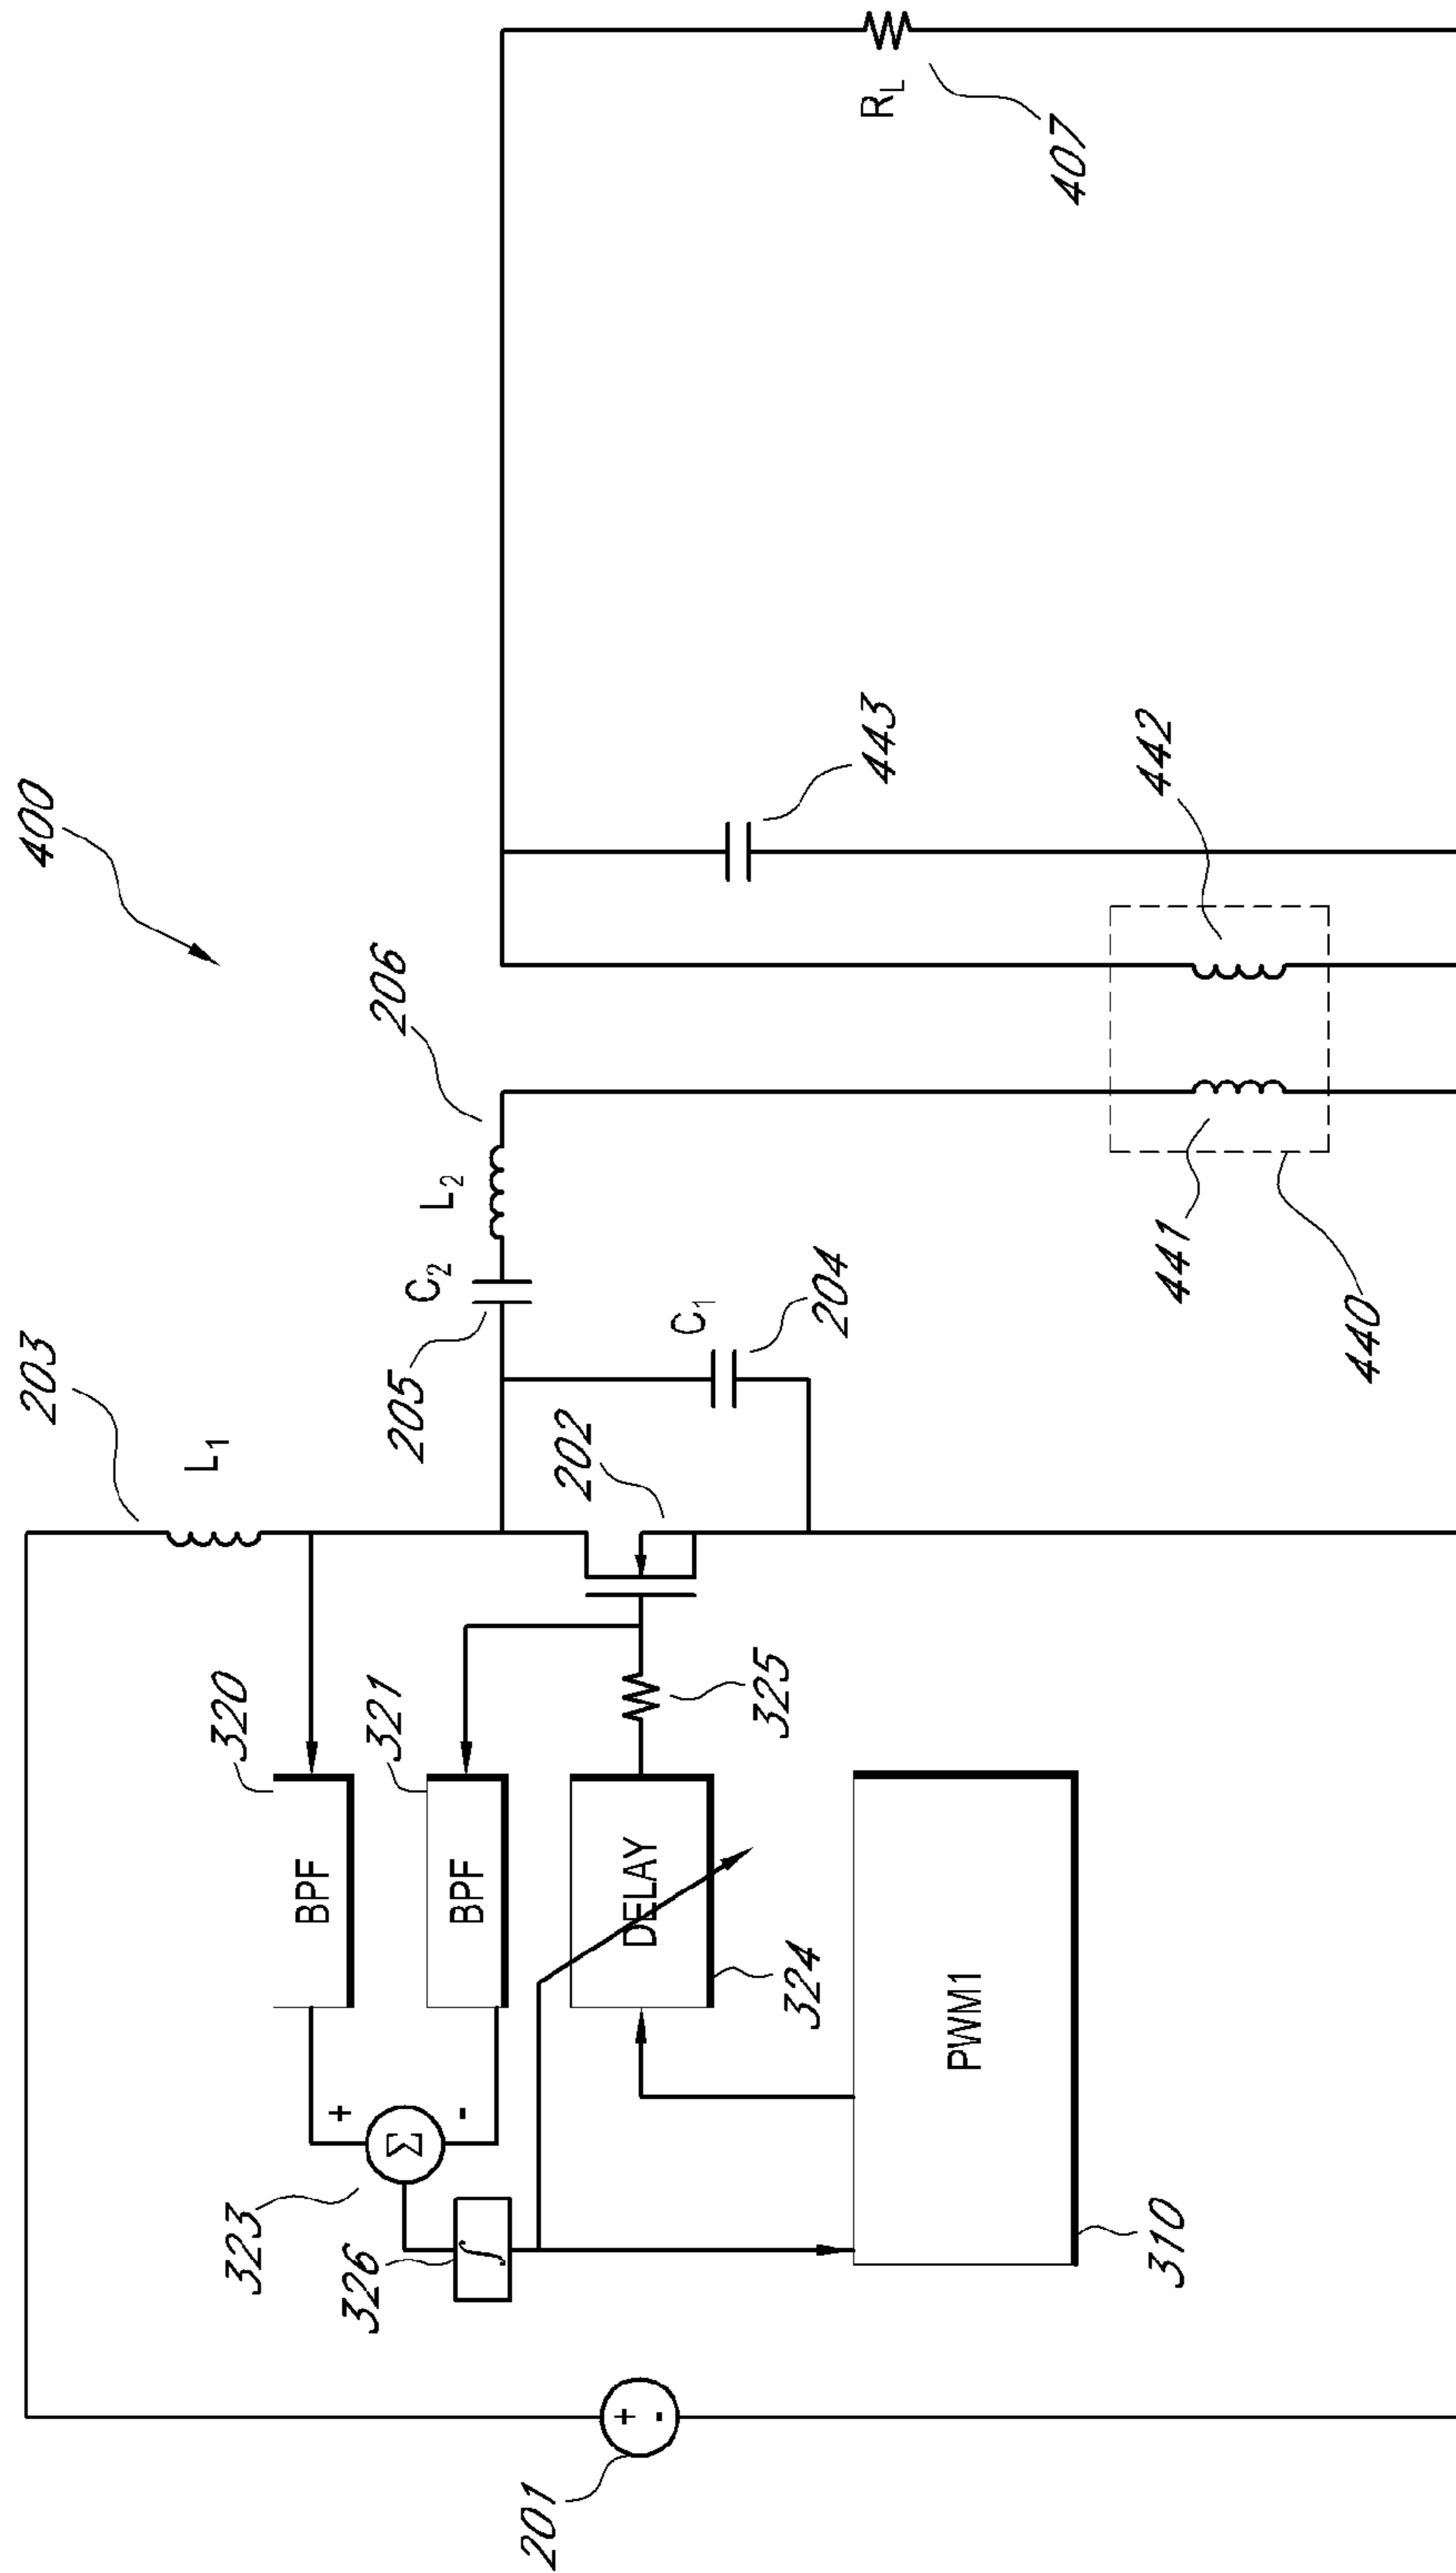 400
203
L₁
206
C₂
L₂
205
320
BPF
321
BPF
+
-
Σ
323
326
∫
DELAY
324
325
202
C₁
204
443
R_L
407
PWM1
310
201
+
-
441
442
440